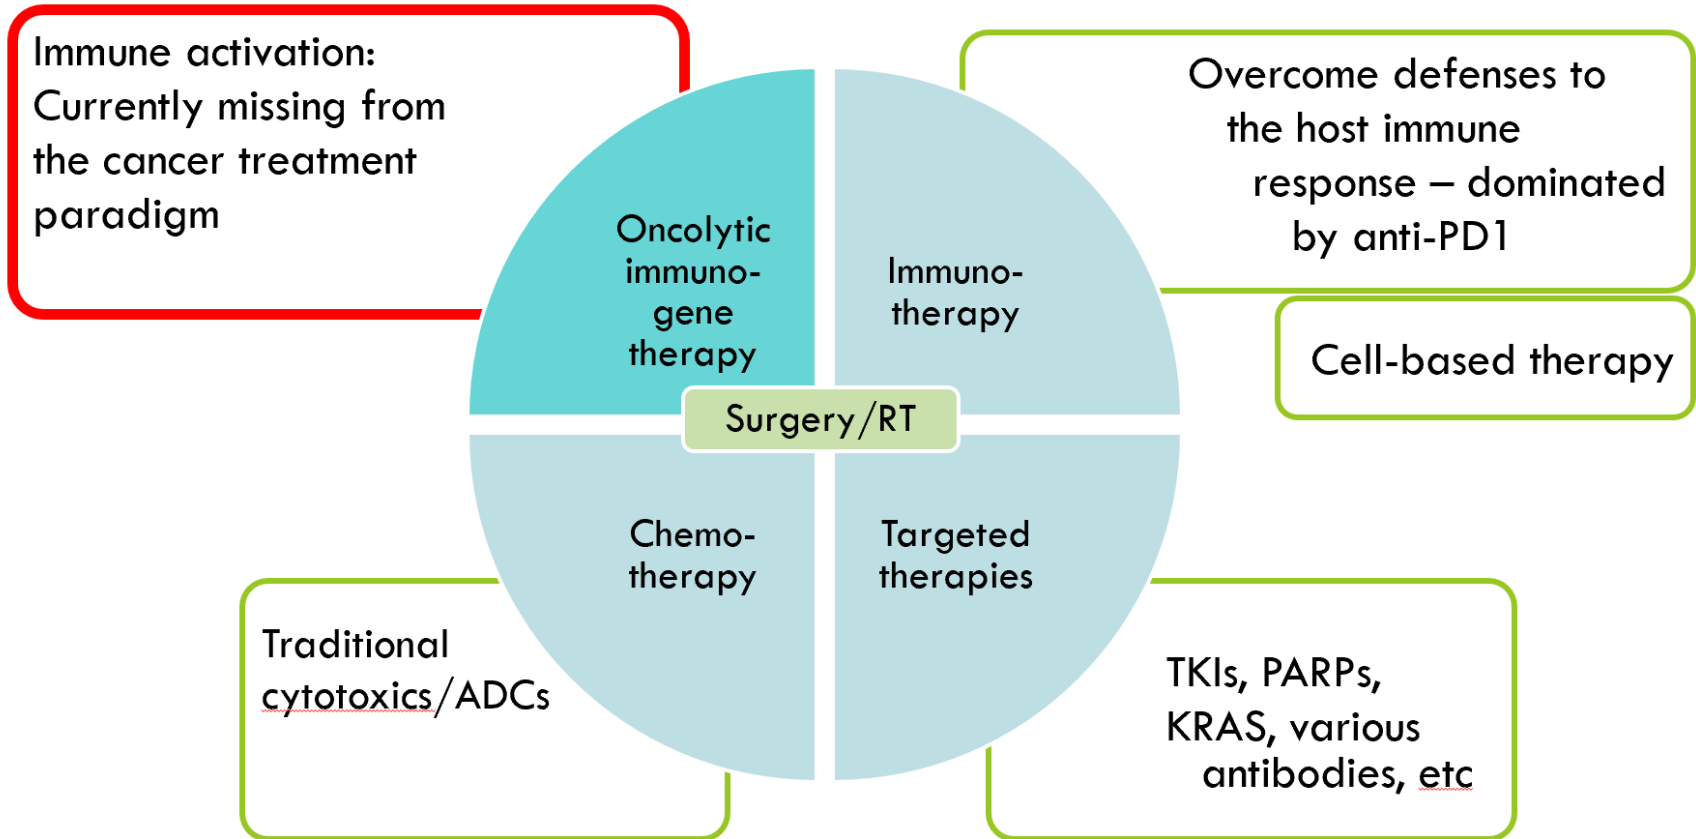 Immune activation:
Currently missing from
the cancer treatment
paradigm
Overcome defenses to
the host immune
response – dominated
by anti-PD1
Cell-based therapy
Oncolytic
immuno-
gene
therapy
Immuno-
therapy
Surgery/RT
Chemo-
therapy
Targeted
therapies
Traditional
cytotoxics/ADCs
TKIs, PARPs,
KRAS, various
antibodies, etc